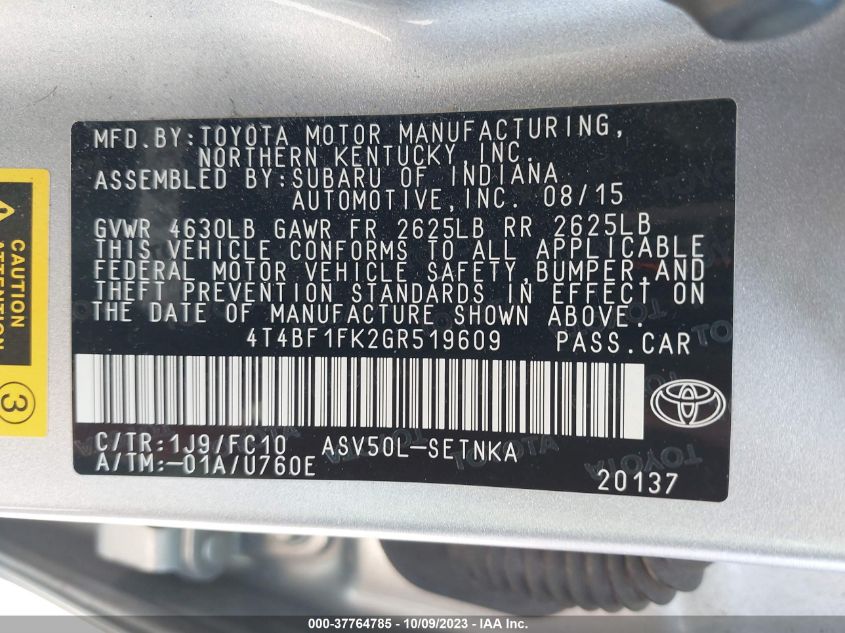 MFD.BY:TOYOTA MOTOR MANUFACTURING,
NORTHERN KENTUCKY,INC.
ASSEMBLED BY:SUBARU OF INDIANA
AUTOMOTIVE,INC. 08/15
GVWR 4630LB GAWR FR 2625LB RR 2625LB
THIS VEHICLE CONFORMS TO ALL APPLICABLE
FEDERAL MOTOR VEHICLE SAFETY,BUMPER,AND
THEFT PREVENTION STANDARDS IN EFFECT ON
THE DATE OF MANUFACTURE SHOWN ABOVE.
4T4BF1FK2GR519609 PASS.CAR
C/TR:1J9/FC10 ASV50L-SETNKA
A/TM:-01A/U760E
20137
CAUTION
ATTENTION
3
000-37764785 - 10/09/2023 - IAA Inc.